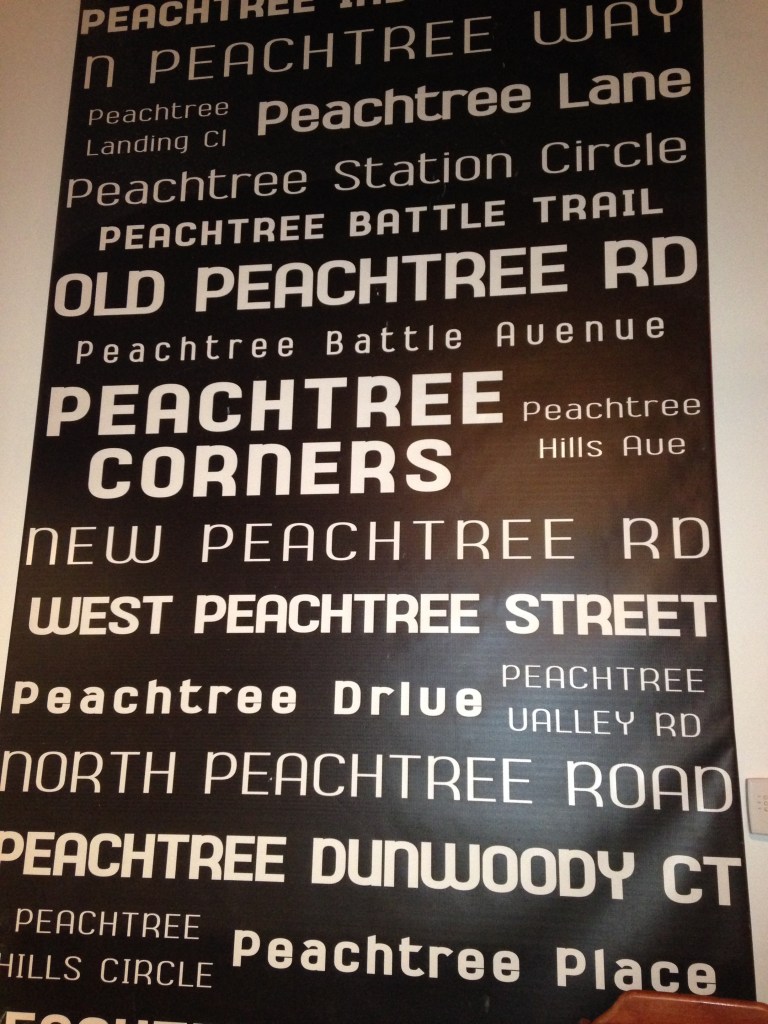 PEACHTREE
N PEACHTREE WAY
Peachtree
Landing CI
Peachtree Lane
Peachtree Station Circle
PEACHTREE BATTLE TRAIL
OLD PEACHTREE RD
Peachtree Battle Avenue
PEACHTREE
CORNERS
Peachtree
Hills Ave
NEW PEACHTREE RD
WEST PEACHTREE STREET
Peachtree Drive
PEACHTREE
VALLEY RD
NORTH PEACHTREE ROAD
PEACHTREE DUNWOODY CT
PEACHTREE
HILLS CIRCLE
Peachtree Place